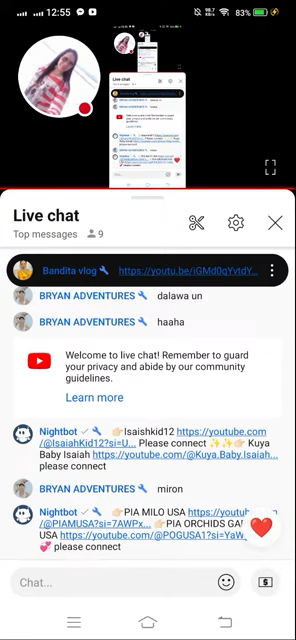 12:55
98.7
KB/s
83%
Live chat
Top messages 9
Bandita vlog https://youtu.be/iGMd0qYvtdY...
BRYAN ADVENTURES dalawa un
BRYAN ADVENTURES haaha
Welcome to live chat! Remember to guard
your privacy and abide by our community
guidelines.
Learn more
Nightbot 👉🏻Isaishkid12 https://youtube.com
/@IsaiahKid12?si=U... Please connect ✨✨👉🏻 Kuya
Baby Isaiah https://youtube.com/@Kuya.Baby.Isaiah...
please connect
BRYAN ADVENTURES miron
Nightbot 👉🏻PIA MILO USA https://youtu
/@PIAMUSA?si=7AWPx... 👉🏻PIA ORCHIDS GA
USA https://youtube.com/@POGUSA1?si=YaW
💞 please connect
Chat...